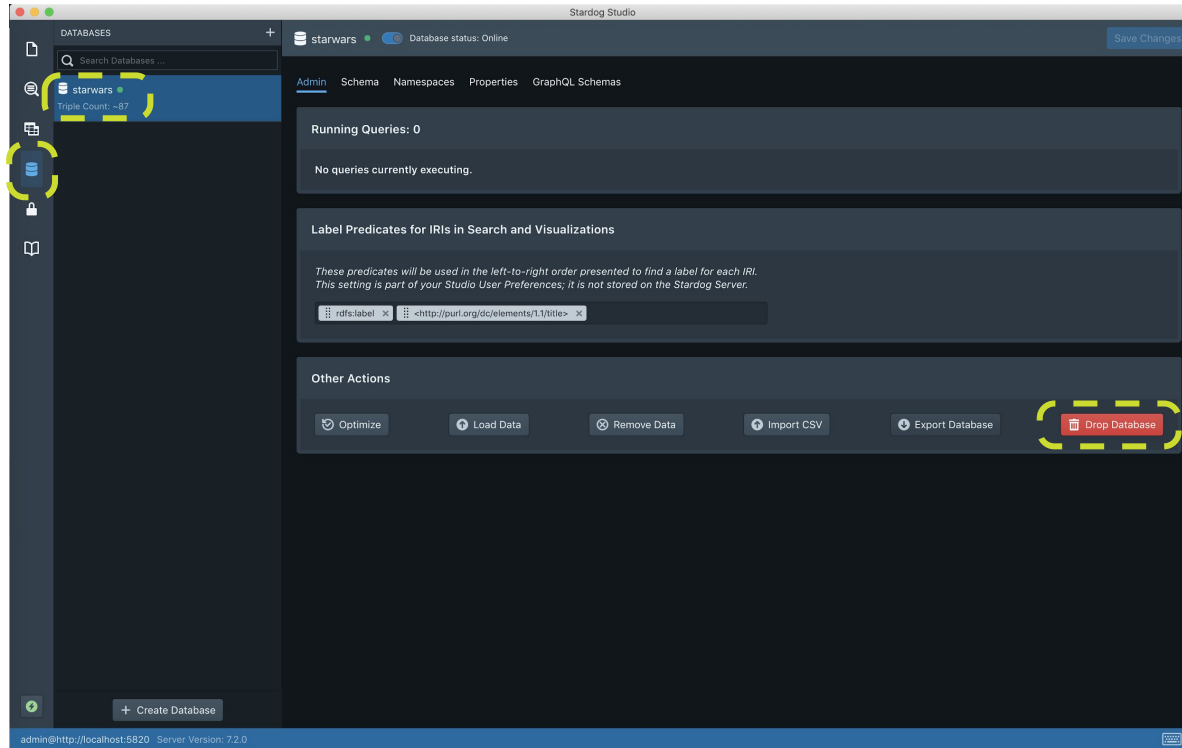 Stardog Studio
DATABASES +
Search Databases ...
starwars
Triple Count: ~87
+ Create Database
starwars Database status: Online
Save Changes
Admin Schema Namespaces Properties GraphQL Schemas
Running Queries: 0
No queries currently executing.
Label Predicates for IRIs in Search and Visualizations
These predicates will be used in the left-to-right order presented to find a label for each IRI.
This setting is part of your Studio User Preferences; it is not stored on the Stardog Server.
rdfs:label × <http://purl.org/dc/elements/1.1/title> ×
Other Actions
Optimize Load Data Remove Data Import CSV Export Database Drop Database
admin@http://localhost:5820 Server Version: 7.2.0